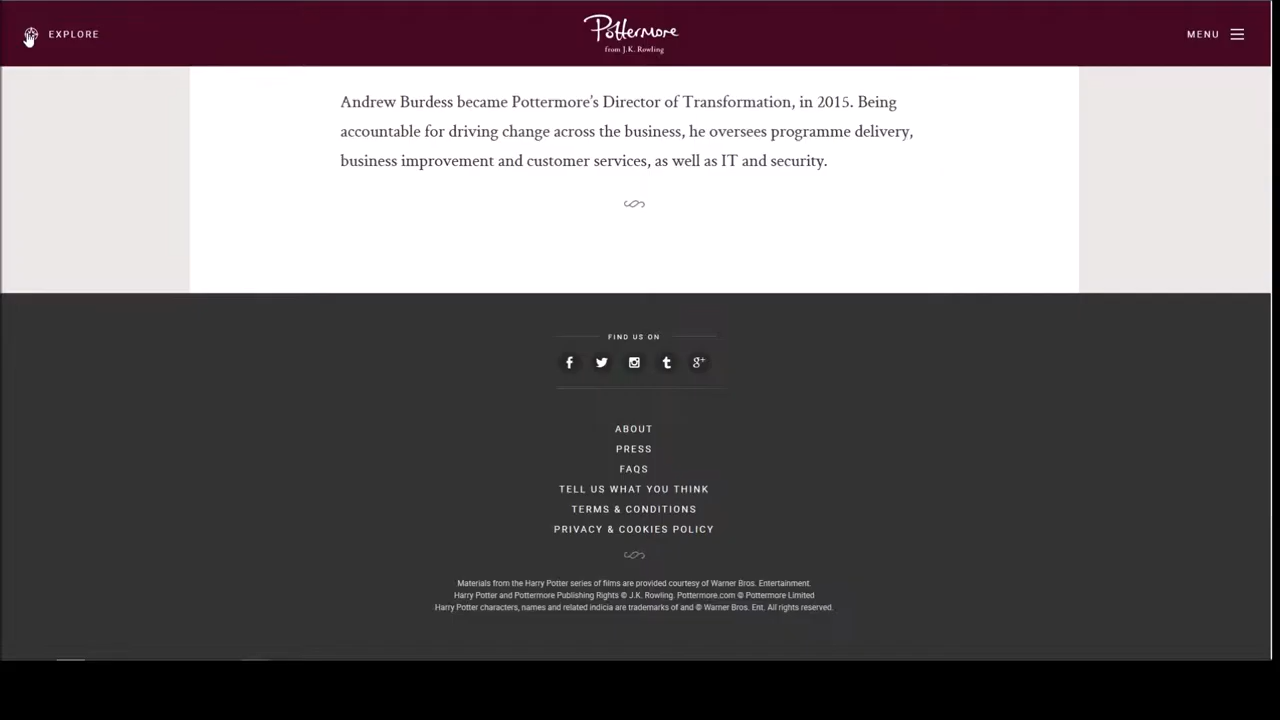 EXPLORE
Pottermore
from J.K. Rowling
MENU
Andrew Burdess became Pottermore’s Director of Transformation, in 2015. Being
accountable for driving change across the business, he oversees programme delivery,
business improvement and customer services, as well as IT and security.
FIND US ON
ABOUT
PRESS
FAQS
TELL US WHAT YOU THINK
TERMS & CONDITIONS
PRIVACY & COOKIES POLICY
Materials from the Harry Potter series of films are provided courtesy of Warner Bros. Entertainment.
Harry Potter and Pottermore Publishing Rights © J.K. Rowling. Pottermore.com © Pottermore Limited
Harry Potter characters, names and related indicia are trademarks of and © Warner Bros. Ent. All rights reserved.